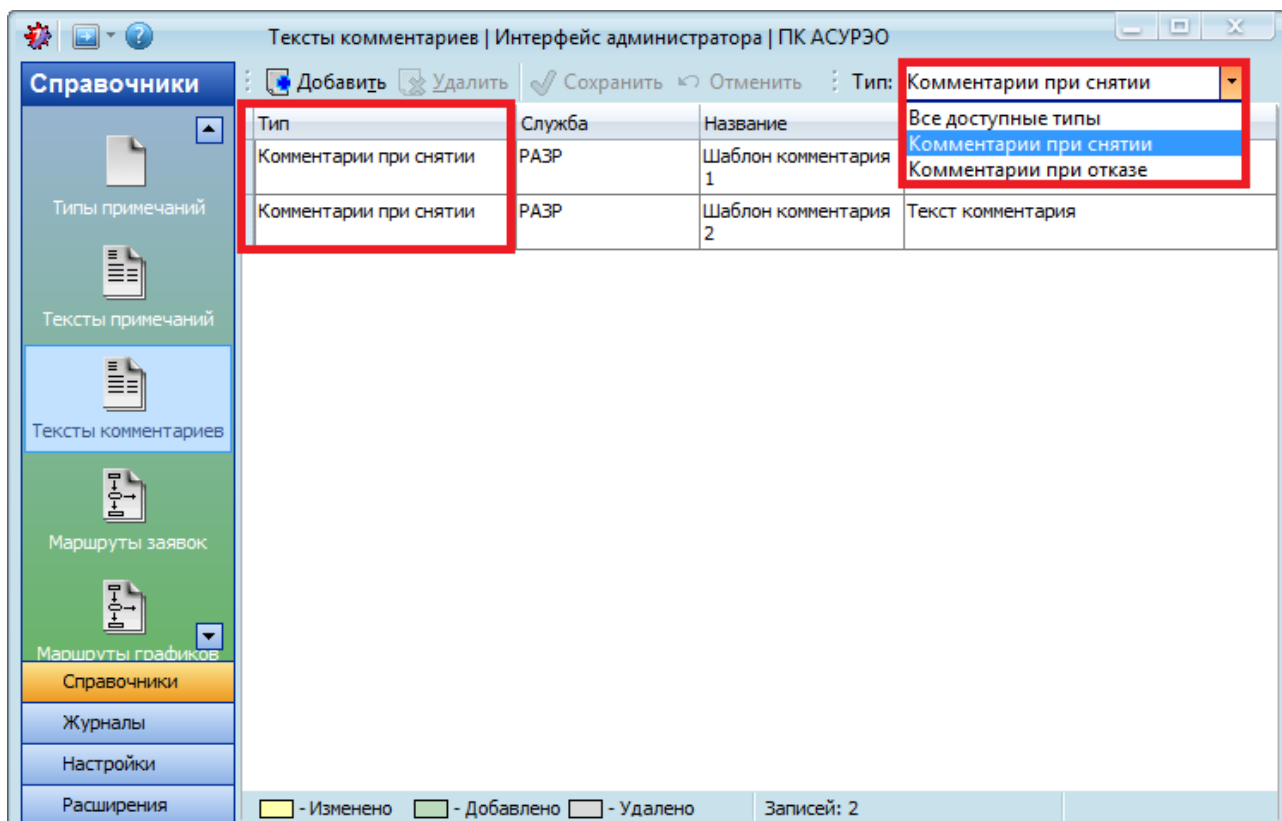 Тексты комментариев | Интерфейс администратора | ПК АСУРЭО
Справочники
Добавить Удалить Сохранить Отменить Тип: Комментарии при снятии
Все доступные типы
Комментарии при снятии
Комментарии при отказе
Тип Служба Название
Комментарии при снятии РАЗР Шаблон комментария
1
Комментарии при снятии РАЗР Шаблон комментария Текст комментария
2
Типы примечаний
Тексты примечаний
Тексты комментариев
Маршруты заявок
Маршруты графиков
Справочники
Журналы
Настройки
Расширения
- Изменено - Добавлено - Удалено Записей: 2